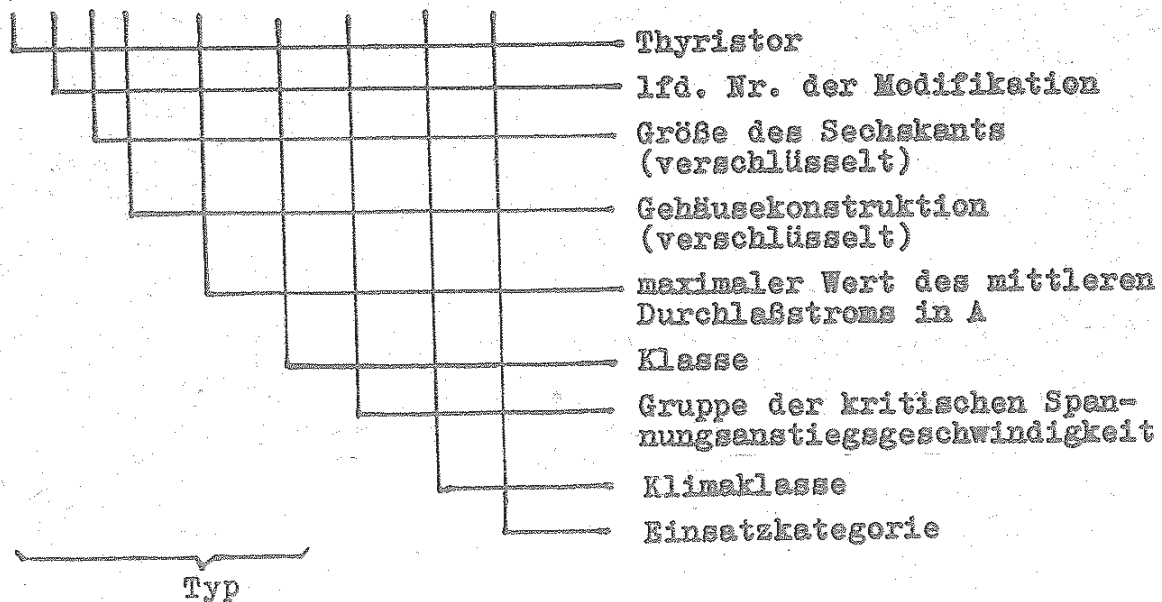 Thyristor
lfd. Nr. der Modifikation
Größe des Sechskants
(verschlüsselt)
Gehäusekonstruktion
(verschlüsselt)
maximaler Wert des mittleren
Durchlaßstroms in A
Klasse
Gruppe der kritischen Span-
nungsanstiegsgeschwindigkeit
Klimaklasse
Einsatzkategorie
Typ